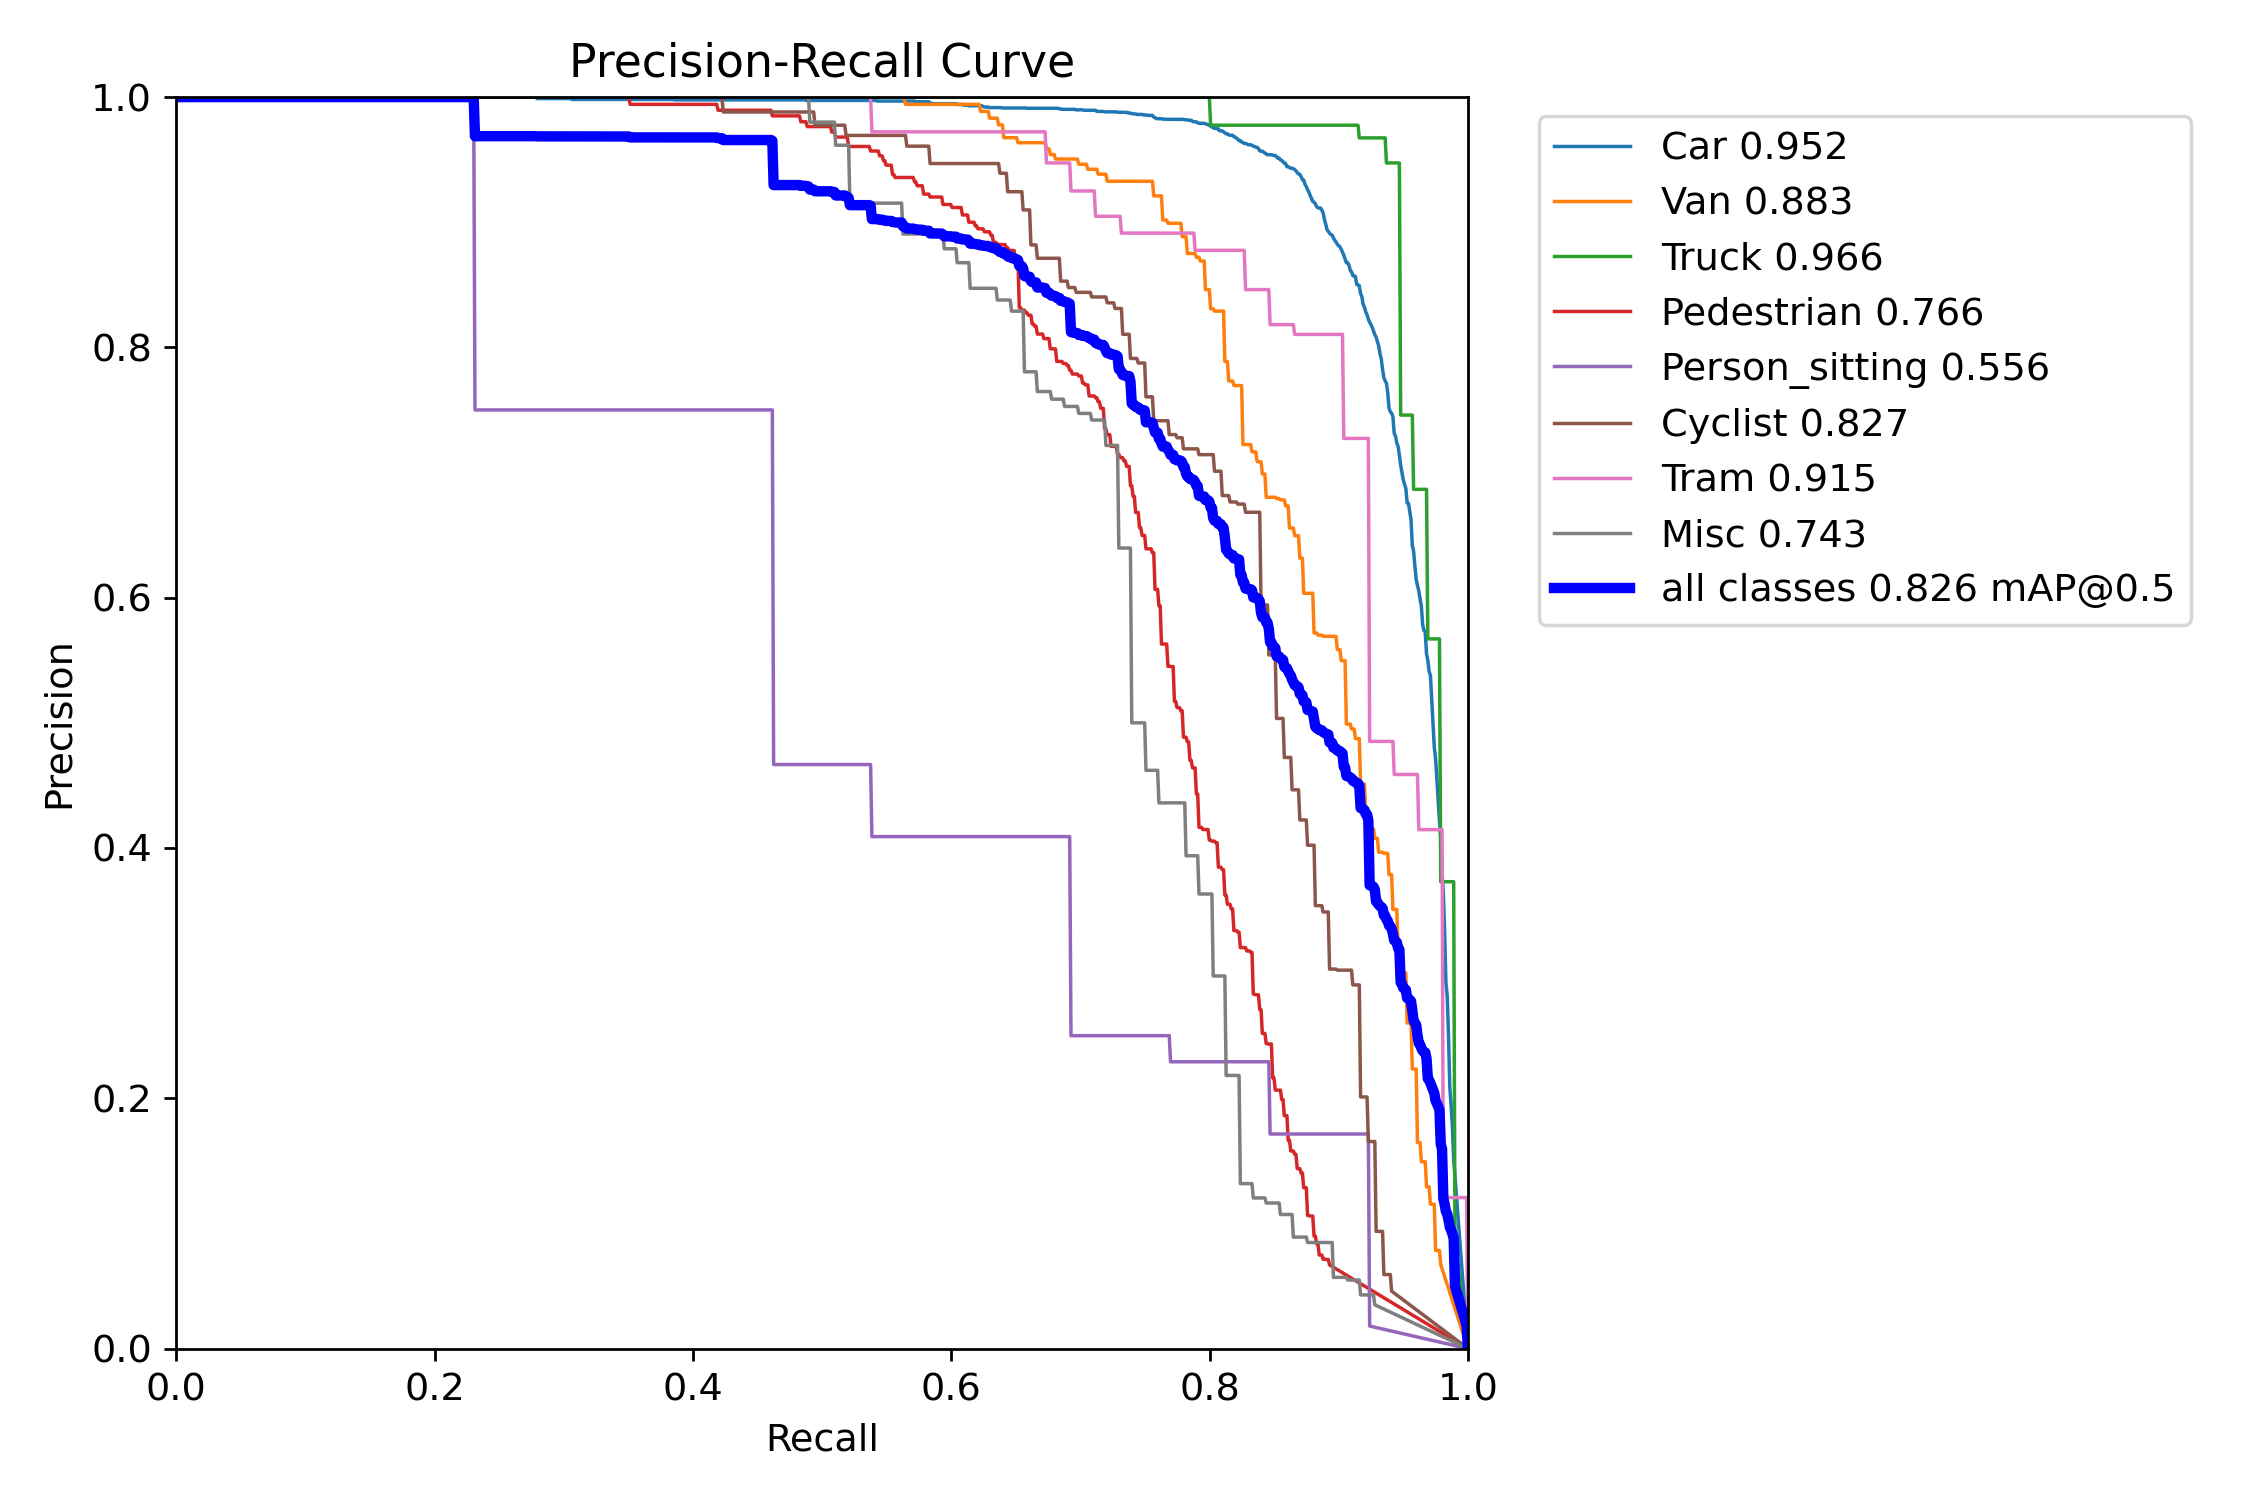 Precision-Recall Curve
1.0
0.8
0.6
0.4
0.2
0.0
Precision
0.0 0.2 0.4 0.6 0.8 1.0
Recall
Car 0.952
Van 0.883
Truck 0.966
Pedestrian 0.766
Person_sitting 0.556
Cyclist 0.827
Tram 0.915
Misc 0.743
all classes 0.826 mAP@0.5